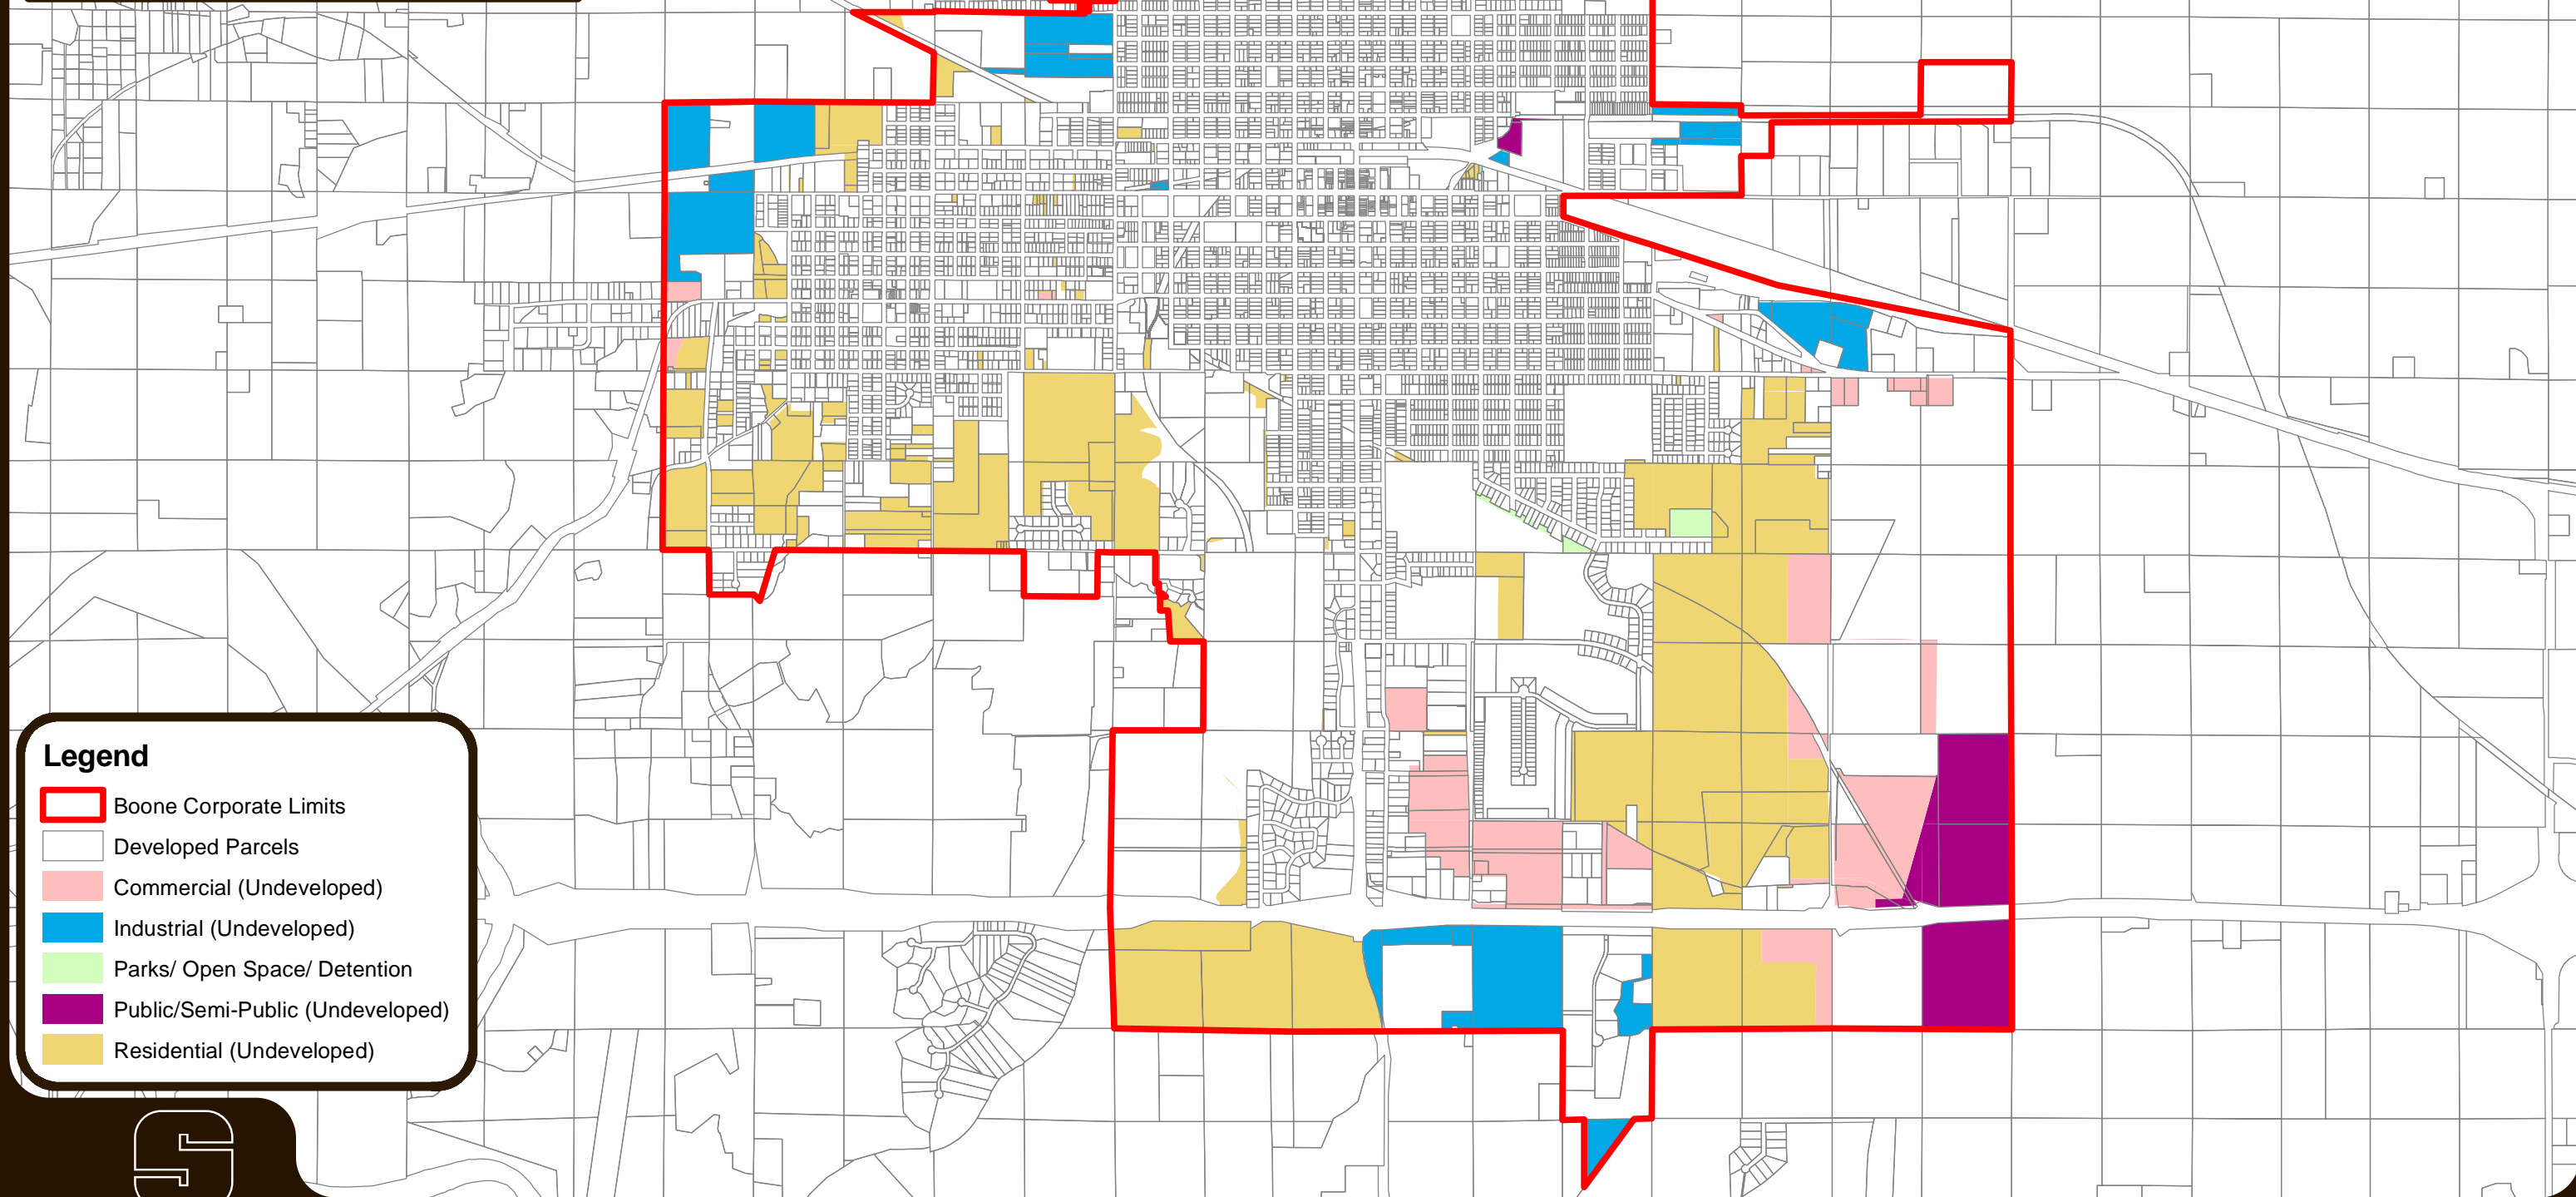 Legend
Boone Corporate Limits
Developed Parcels
Commercial (Undeveloped)
Industrial (Undeveloped)
Parks/ Open Space/ Detention
Public/Semi-Public (Undeveloped)
Residential (Undeveloped)
S